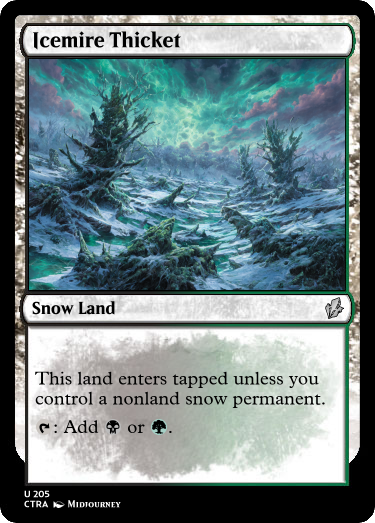 Icemire Thicket
Snow Land
This land enters tapped unless you
control a nonland snow permanent.
: Add or .
U 205
CTRA Midjourney